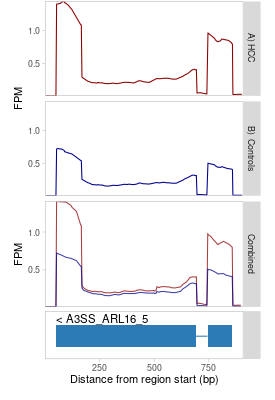 1.0
0.5
A) HCC
FPM
1.0
0.5
B) Controls
1.0
0.5
Combined
FPM
< A3SS_ARL16_5
250
500
750
Distance from region start (bp)